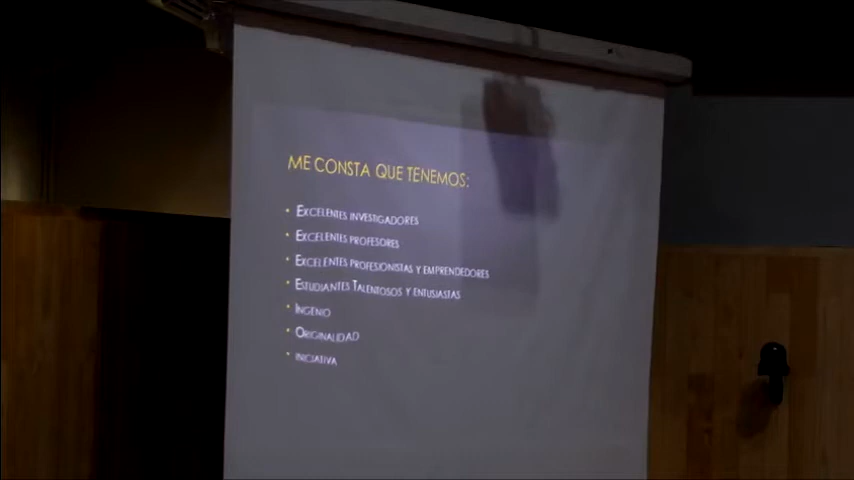 ME CONSTA QUE TENEMOS:
• EXCELENTES INVESTIGADORES
• EXCELENTES PROFESORES
• EXCELENTES PROFESIONISTAS Y EMPRENDEDORES
• ESTUDIANTES TALENTOSOS Y ENTUSIASTAS
• INGENIO
• ORIGINALIDAD
• INICIATIVA